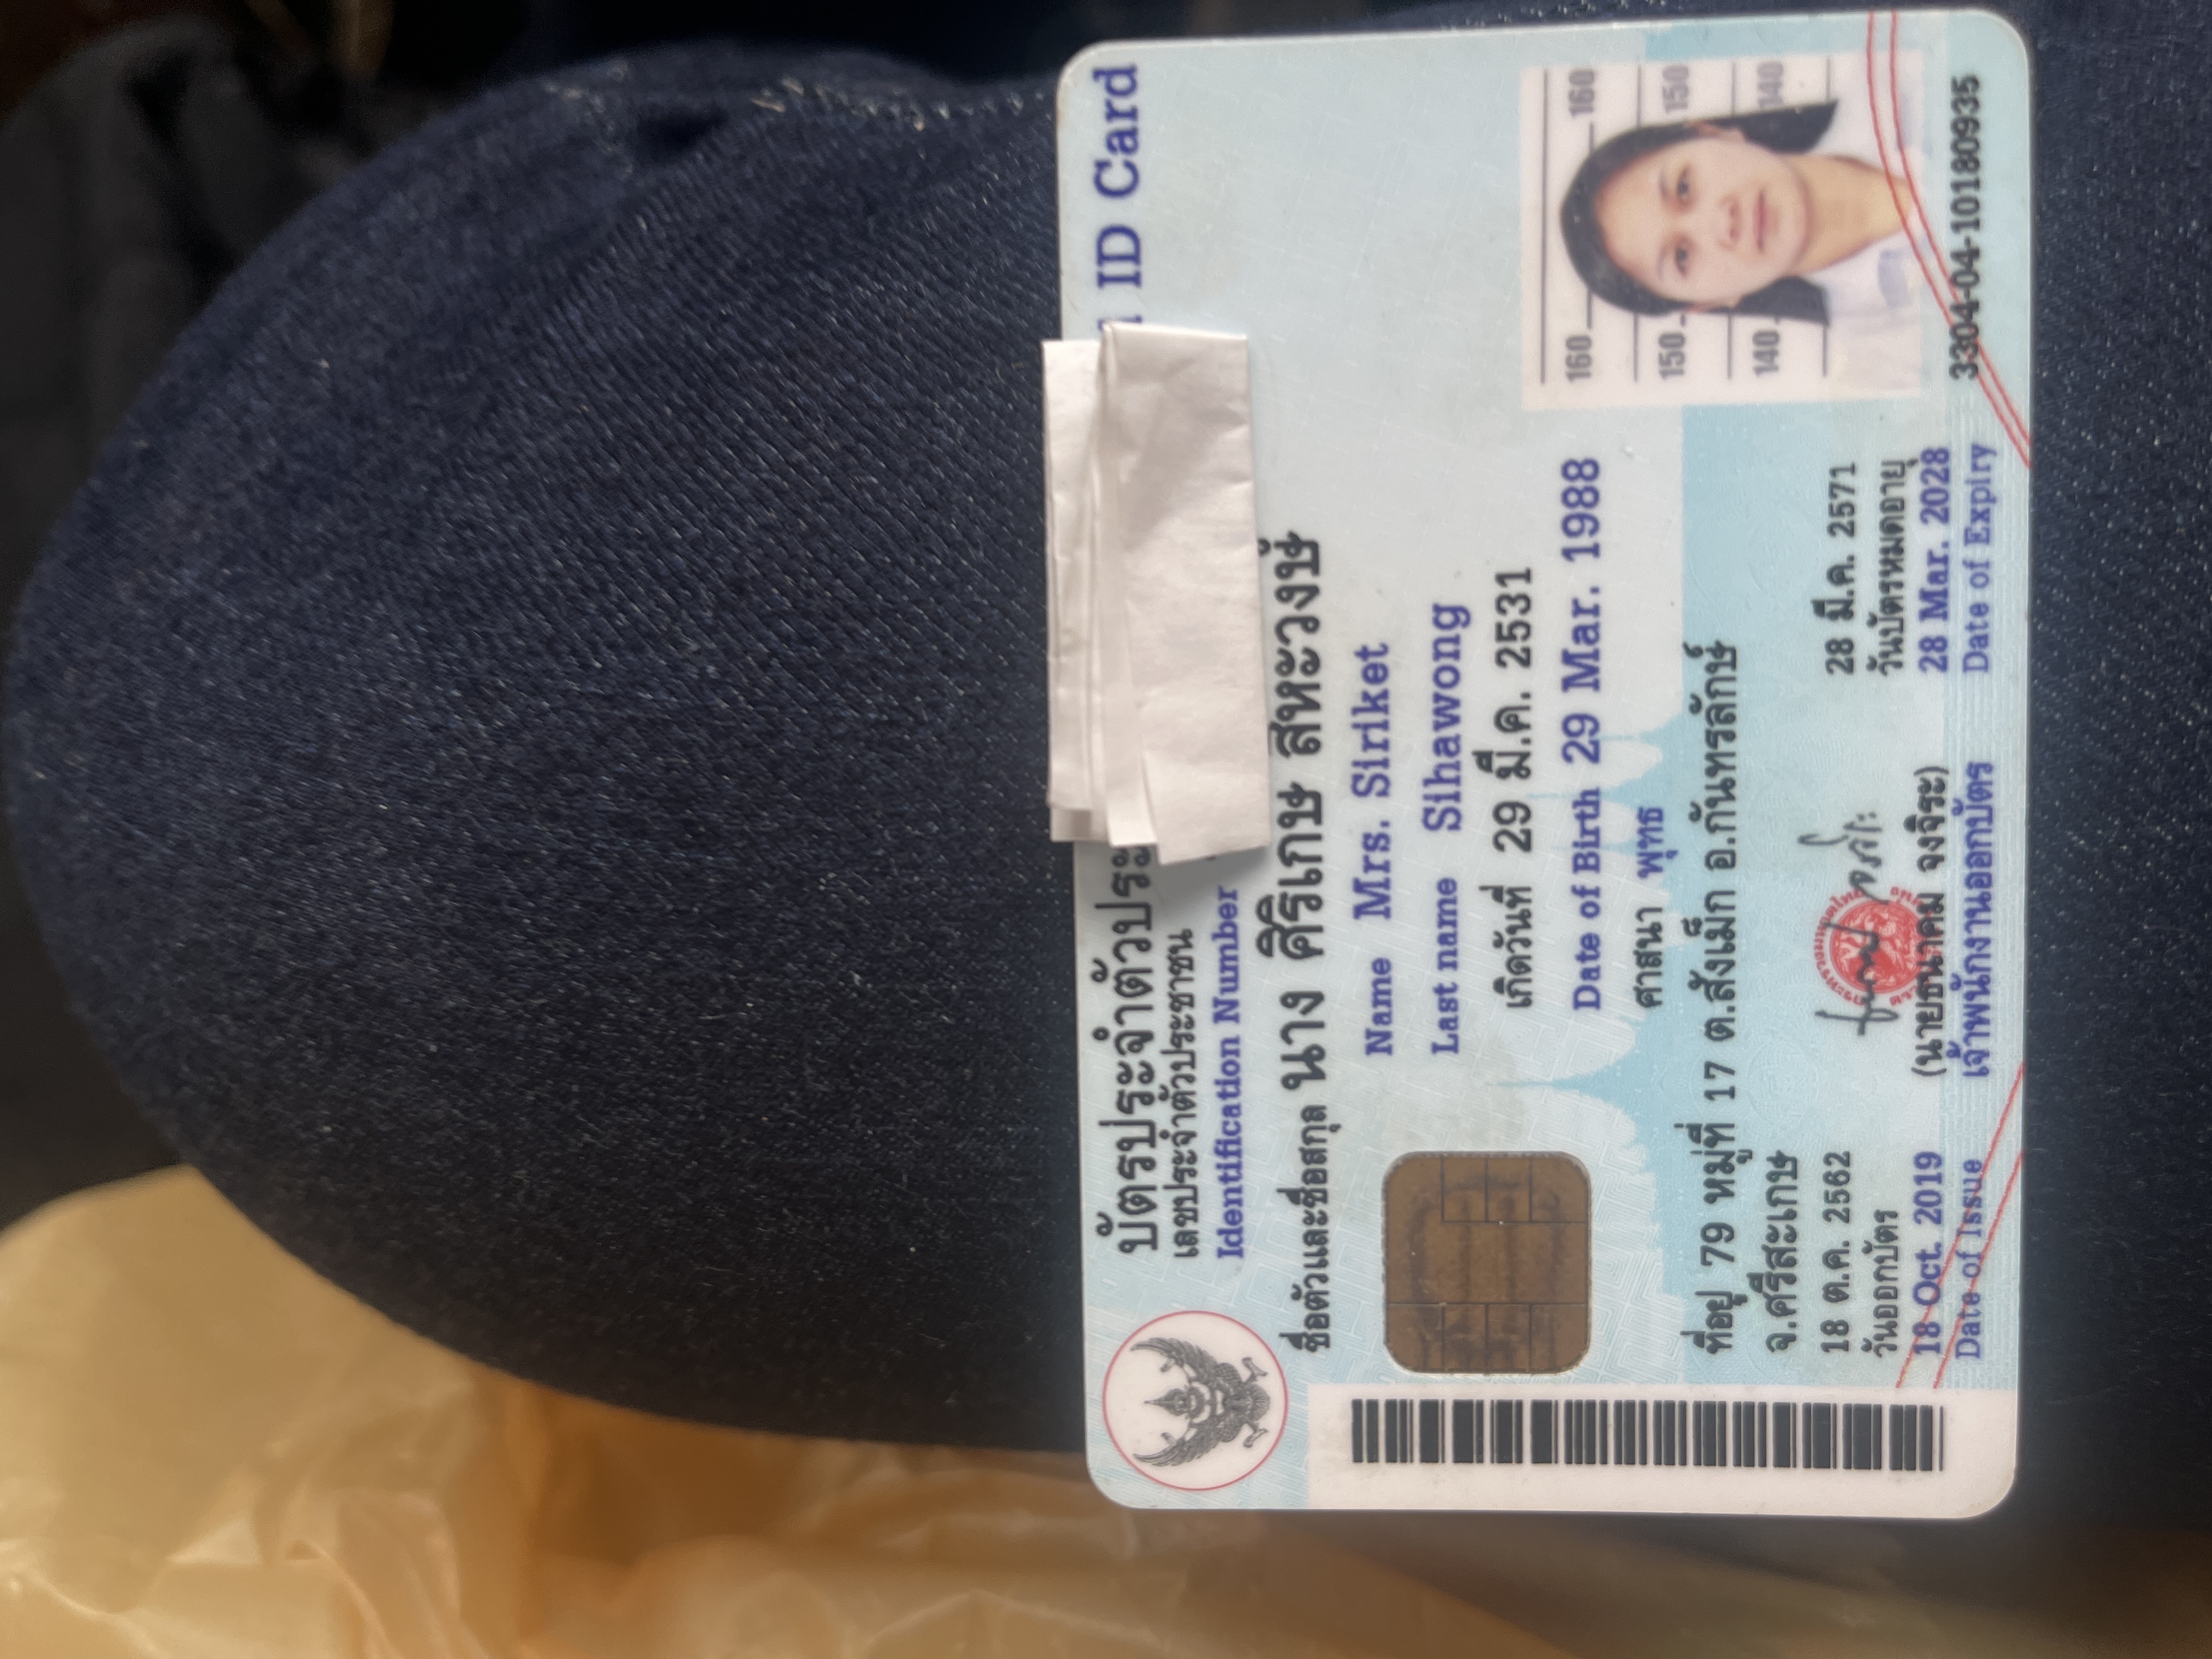 บัตรประจำตัวประ
ID Card
เลขประจำตัวประชาชน
Identification Number
ชื่อตัวและชื่อสกุล นาง ศิริเกษ สีหะวงษ์
Name Mrs. Siriket
Last name Sihawong
เกิดวันที่ 29 มี.ค. 2531
Date of Birth 29 Mar. 1988
ศาสนา พุทธ
ที่อยู่ 79 หมู่ที่ 17 ต.สังเม็ก อ.กันทรลักษ์
จ.ศรีสะเกษ
18 ต.ค. 2562
วันออกบัตร
18 Oct. 2019
Date of Issue
(นายธนาคม จงจิระ)
เจ้าพนักงานออกบัตร
28 มี.ค. 2571
วันบัตรหมดอายุ
28 Mar. 2028
Date of Expiry
160 160
150 150
140 140
3304-04-10180935